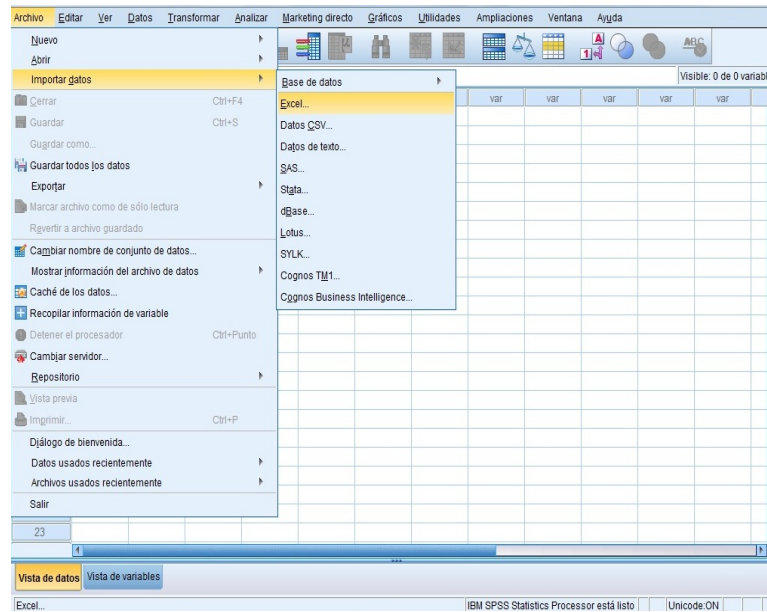 Archivo Editar Ver Datos Transformar Analizar Marketing directo Gráficos Utilidades Ampliaciones Ventana Ayuda
Nuevo
Abrir
Importar datos
Visible: 0 de 0 variabl
Cerrar Ctrl+F4
Guardar Ctrl+S
Guardar como...
Guardar todos los datos
Exportar
Marcar archivo como de sólo lectura
Revertir a archivo guardado
Cambiar nombre de conjunto de datos...
Mostrar información del archivo de datos
Caché de los datos...
Recopilar información de variable
Detener el procesador Ctrl+Punto
Cambiar servidor...
Repositorio
Vista previa
Imprimir... Ctrl+P
Diálogo de bienvenida...
Datos usados recientemente
Archivos usados recientemente
Salir
Base de datos
Excel...
Datos CSV...
Datos de texto...
SAS...
Stata...
dBase...
Lotus...
SYLK...
Cognos TM1...
Cognos Business Intelligence...
var var var var var
23
Vista de datos Vista de variables
Excel... IBM SPSS Statistics Processor está listo Unicode:ON